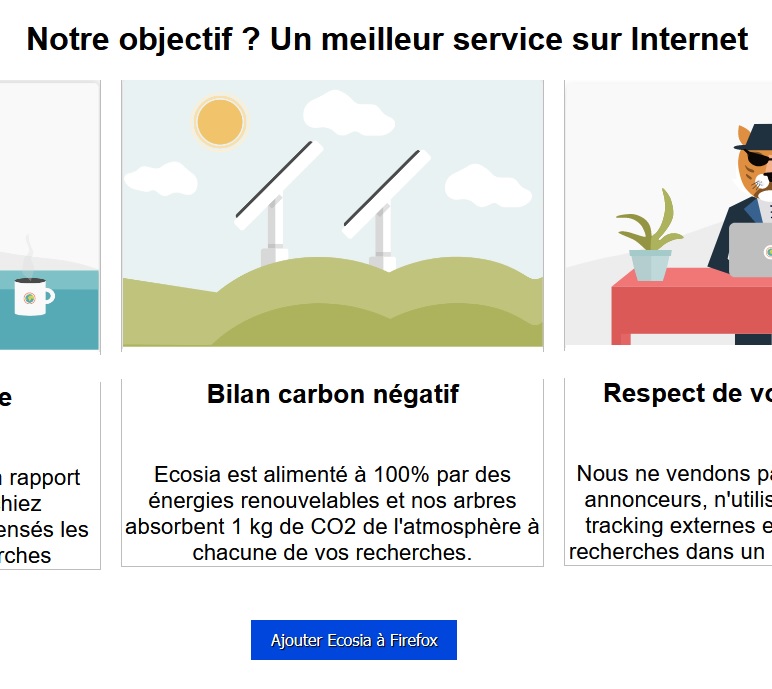 Notre objectif ? Un meilleur service sur Internet
e
rapport
hiez
ensés les
rches
Bilan carbon négatif
Ecosia est alimenté à 100% par des
énergies renouvelables et nos arbres
absorbent 1 kg de CO2 de l'atmosphère à
chacune de vos recherches.
Respect de vo
Nous ne vendons pa
annonceurs, n'utilis
tracking externes e
recherches dans un
Ajouter Ecosia à Firefox